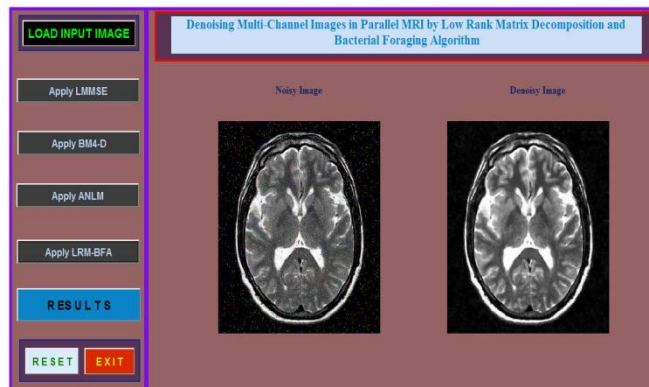 LOAD INPUT IMAGE
Apply LMMSE
Apply BM4-D
Apply ANLM
Apply LRM-BFA
RESULTS
RESET
EXIT
Denoising Multi-Channel Images in Parallel MRI by Low Rank Matrix Decomposition and
Bacterial Foraging Algorithm
Noisy Image
Denoisy Image